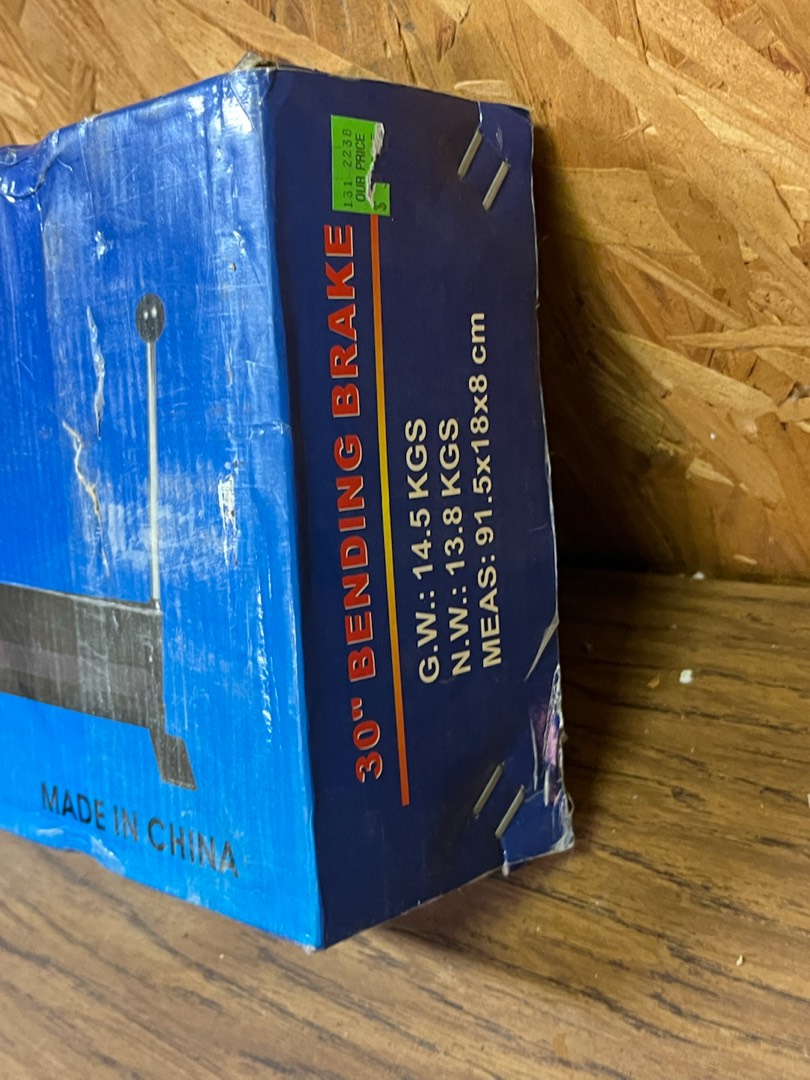 131 2238
OUR PRICE
$
30" BENDING BRAKE
G.W.: 14.5 KGS
N.W.: 13.8 KGS
MEAS: 91.5x18x8 cm
MADE IN CHINA